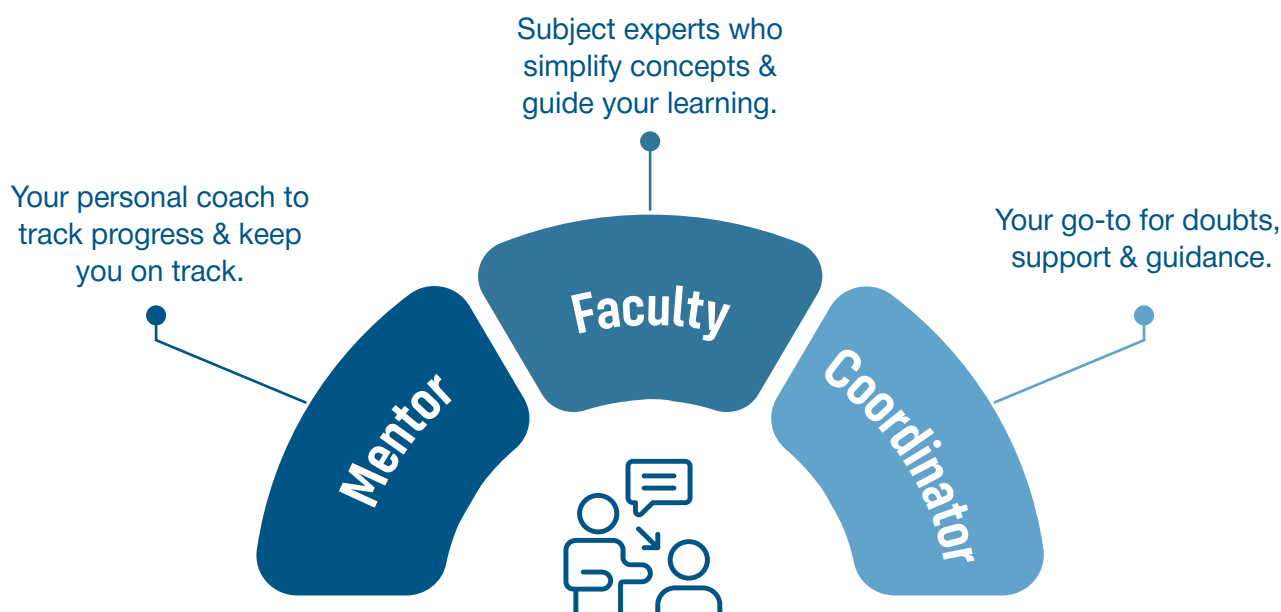 Subject experts who
simplify concepts &
guide your learning.
Your personal coach to
track progress & keep
you on track.
Your go-to for doubts,
support & guidance.
Mentor
Faculty
Coordinator